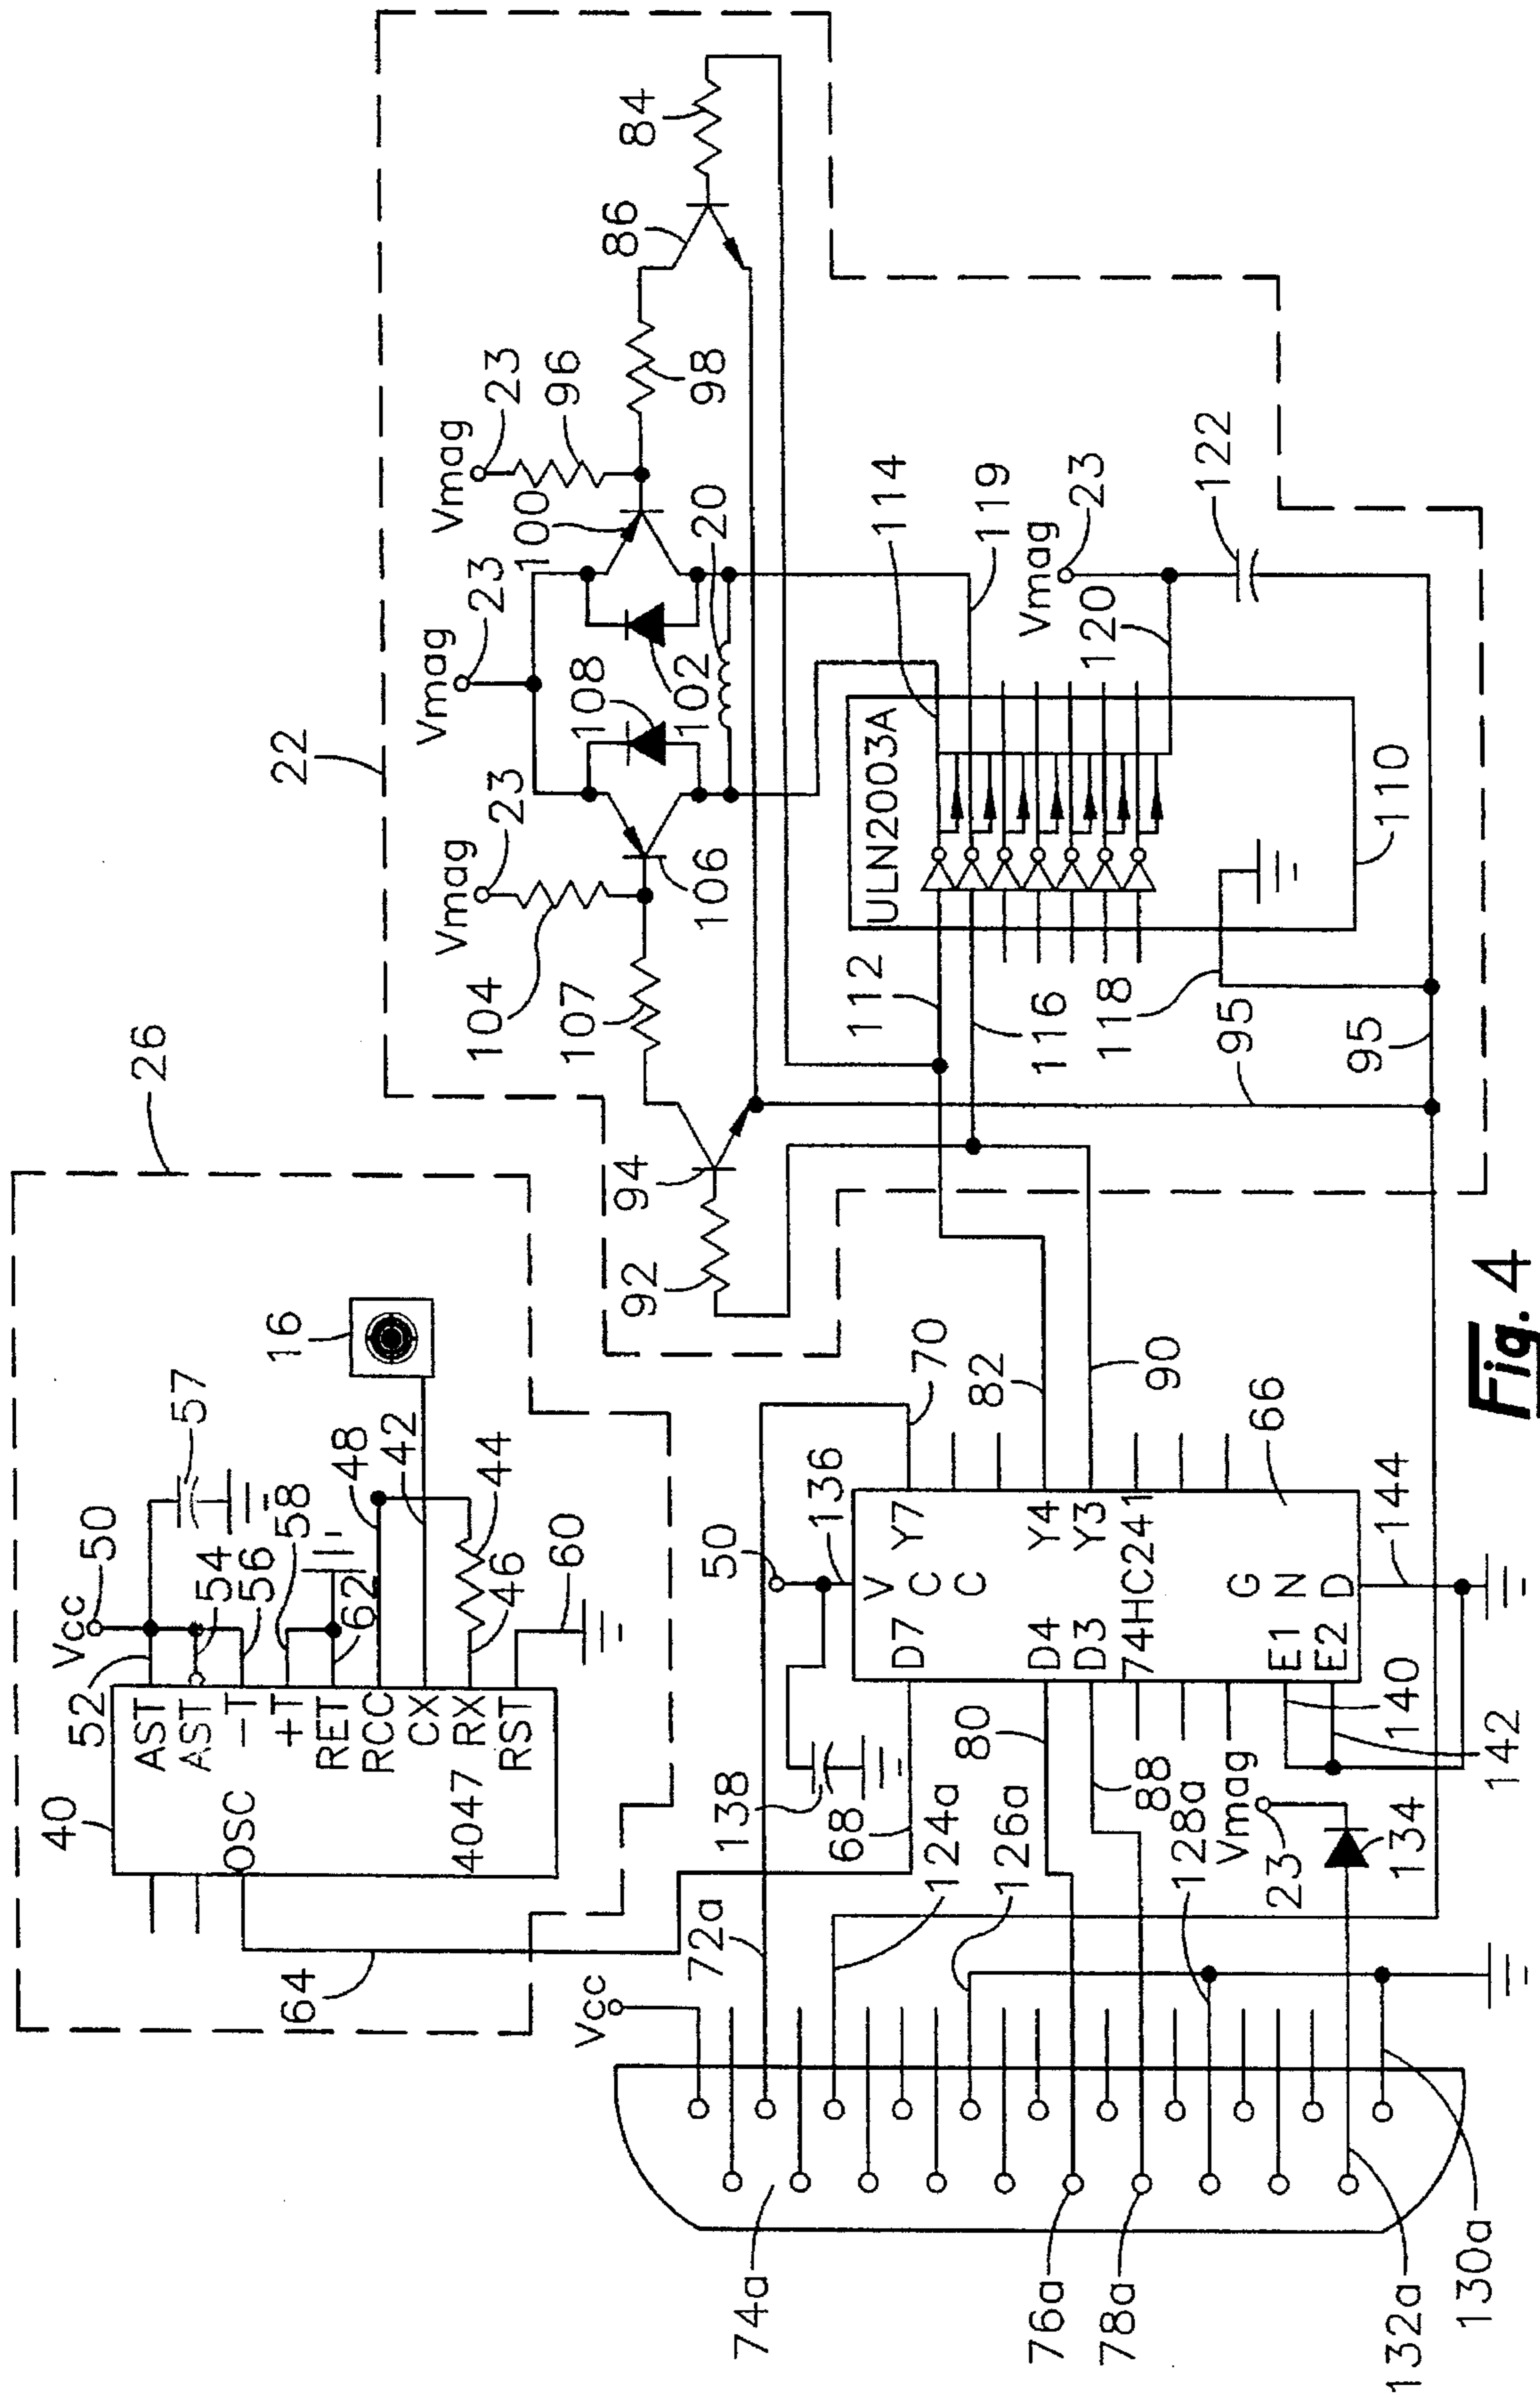 26
40
Vcc
50
52
57
AST
AST
-T
+T
RET
RCC
CX
RX
RST
OSC
4047
54
56
58
62
48
42
44
46
60
16
64
22
Vmag
23
Vmag
23
Vmag
23
104
107
106
108
102
100
20
96
98
86
84
92
94
ULN2003A
112
116
118
95
95
110
114
119
Vmag
23
120
122
Vcc
72a
74a
76a
78a
124a
126a
128a
130a
132a
Vmag
23
134
138
68
80
88
50
136
70
82
90
D7
V
C
C
Y7
D4
Y4
D3
Y3
74HC241
E1
E2
G
N
D
66
140
142
144
Fig. 4